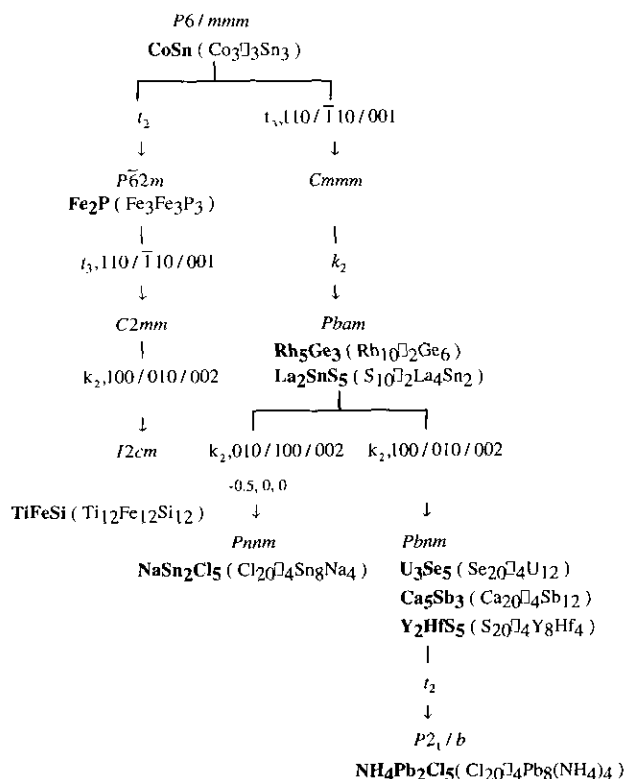 P6/mmm
CoSn ( Co3□3Sn3 )
t2 t3,110/1̅10/001
↓ ↓
P6̅2m Cmmm
Fe2P ( Fe3Fe3P3 )
t3,110/1̅10/001 k2
↓ ↓
C2mm Pbam
Rh5Ge3 ( Rh10□2Ge6 )
La2SnS5 ( S10□2La4Sn2 )
k2,100/010/002
↓
I2cm k2,010/100/002 k2,100/010/002
-0.5, 0, 0
TiFeSi ( Ti12Fe12Si12 ) ↓ ↓
Pnnm Pbnm
NaSn2Cl5 ( Cl20□4Sn8Na4 ) U3Se5 ( Se20□4U12 )
Ca5Sb3 ( Ca20□4Sb12 )
Y2HfS5 ( S20□4Y8Hf4 )
t2
↓
P21/b
NH4Pb2Cl5( Cl20□4Pb8(NH4)4 )